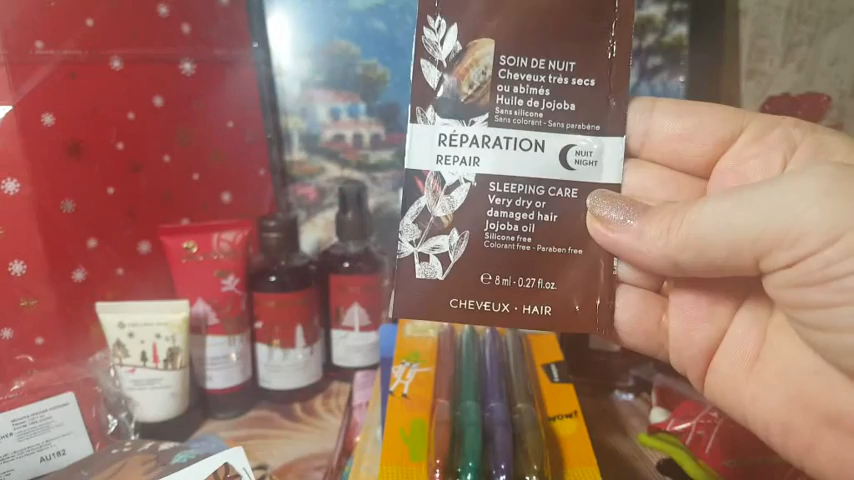 SOIN DE NUIT
Cheveux très secs
ou abîmés
Huile de Jojoba
Sans silicone
Sans colorant - Sans parabène
RÉPARATION
REPAIR
NUIT
NIGHT
SLEEPING CARE
Very dry or
damaged hair
Jojoba oil
Silicone free
Colorant free - Paraben free
℮ 8 ml - 0.27 fl.oz.
CHEVEUX • HAIR
WOW!
AU182